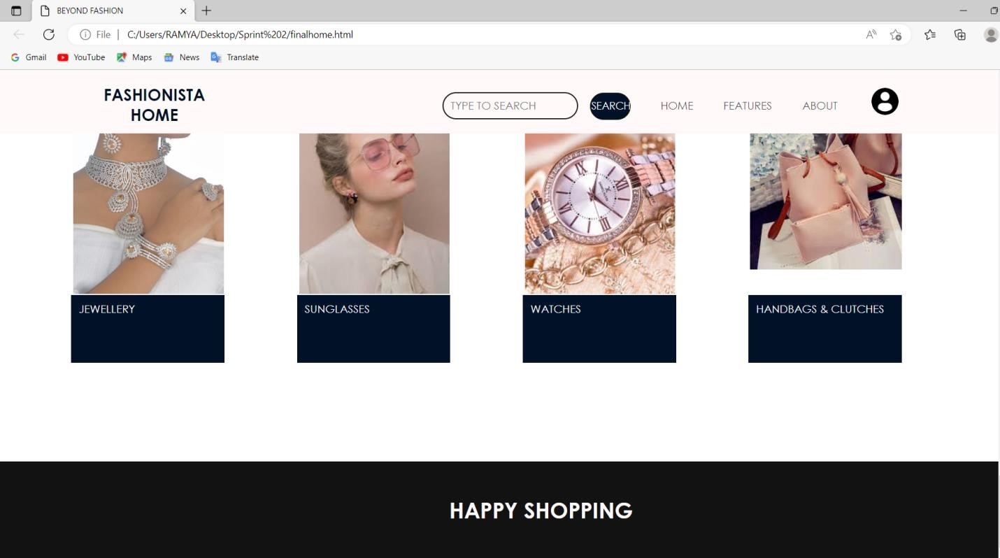 BEYOND FASHION
File | C:/Users/RAMYA/Desktop/Sprint%202/finalhome.html
Gmail YouTube Maps News Translate
FASHIONISTA
HOME
TYPE TO SEARCH SEARCH HOME FEATURES ABOUT
JEWELLERY SUNGLASSES WATCHES HANDBAGS & CLUTCHES
HAPPY SHOPPING